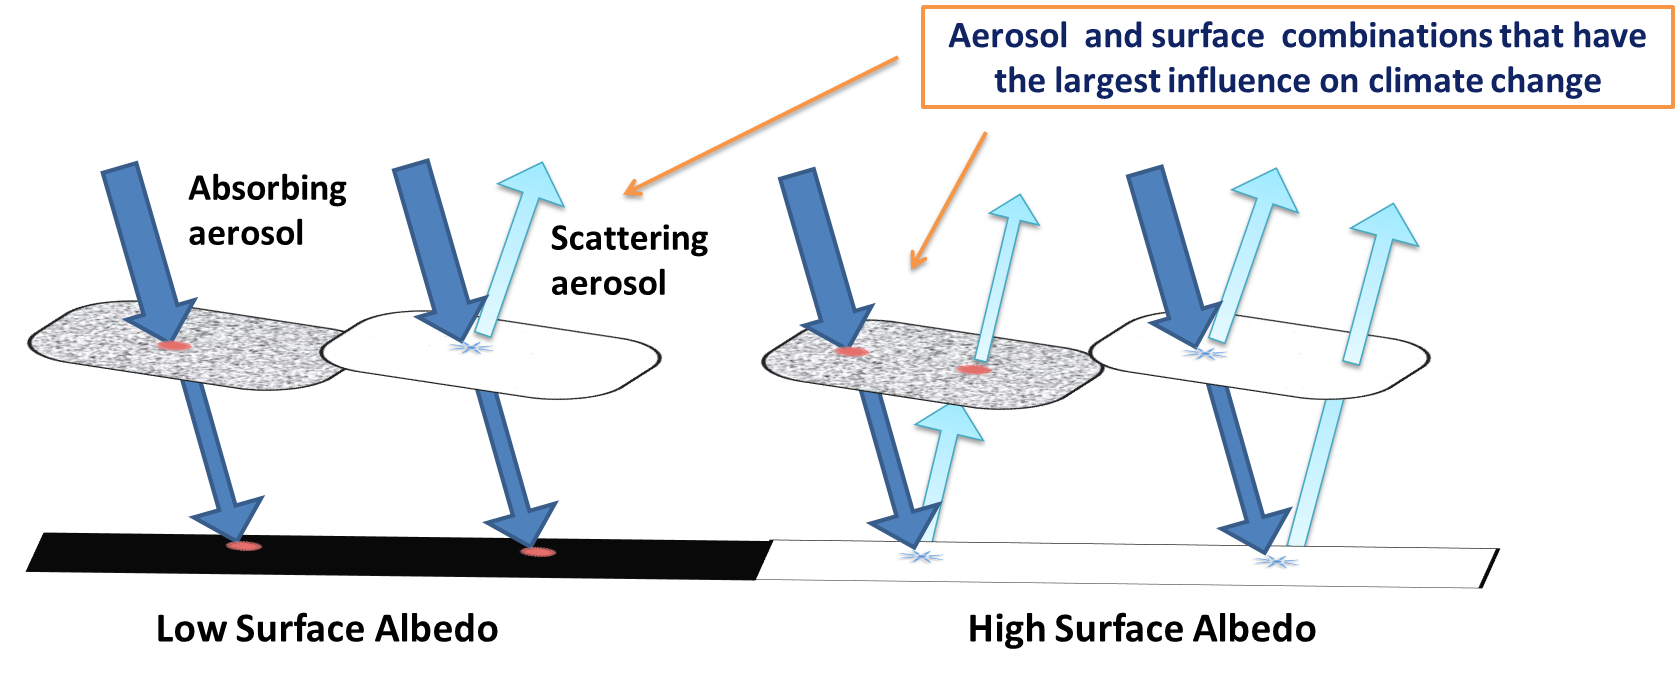 Aerosol and surface combinations that have
the largest influence on climate change
Absorbing
aerosol
Scattering
aerosol
Low Surface Albedo
High Surface Albedo